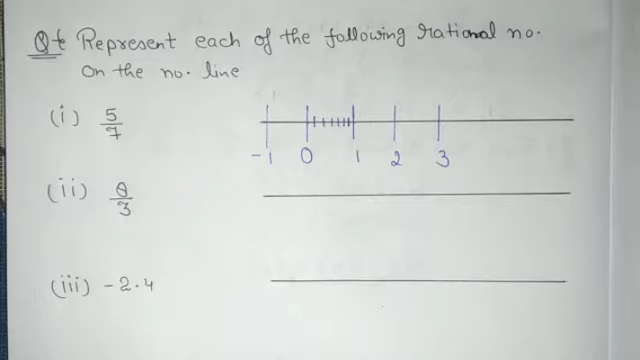 Qte Represent each of the following rational no.
on the no. line
(i) 5/7
-1 0 1 2 3
(ii) 8/3
(iii) -2.4